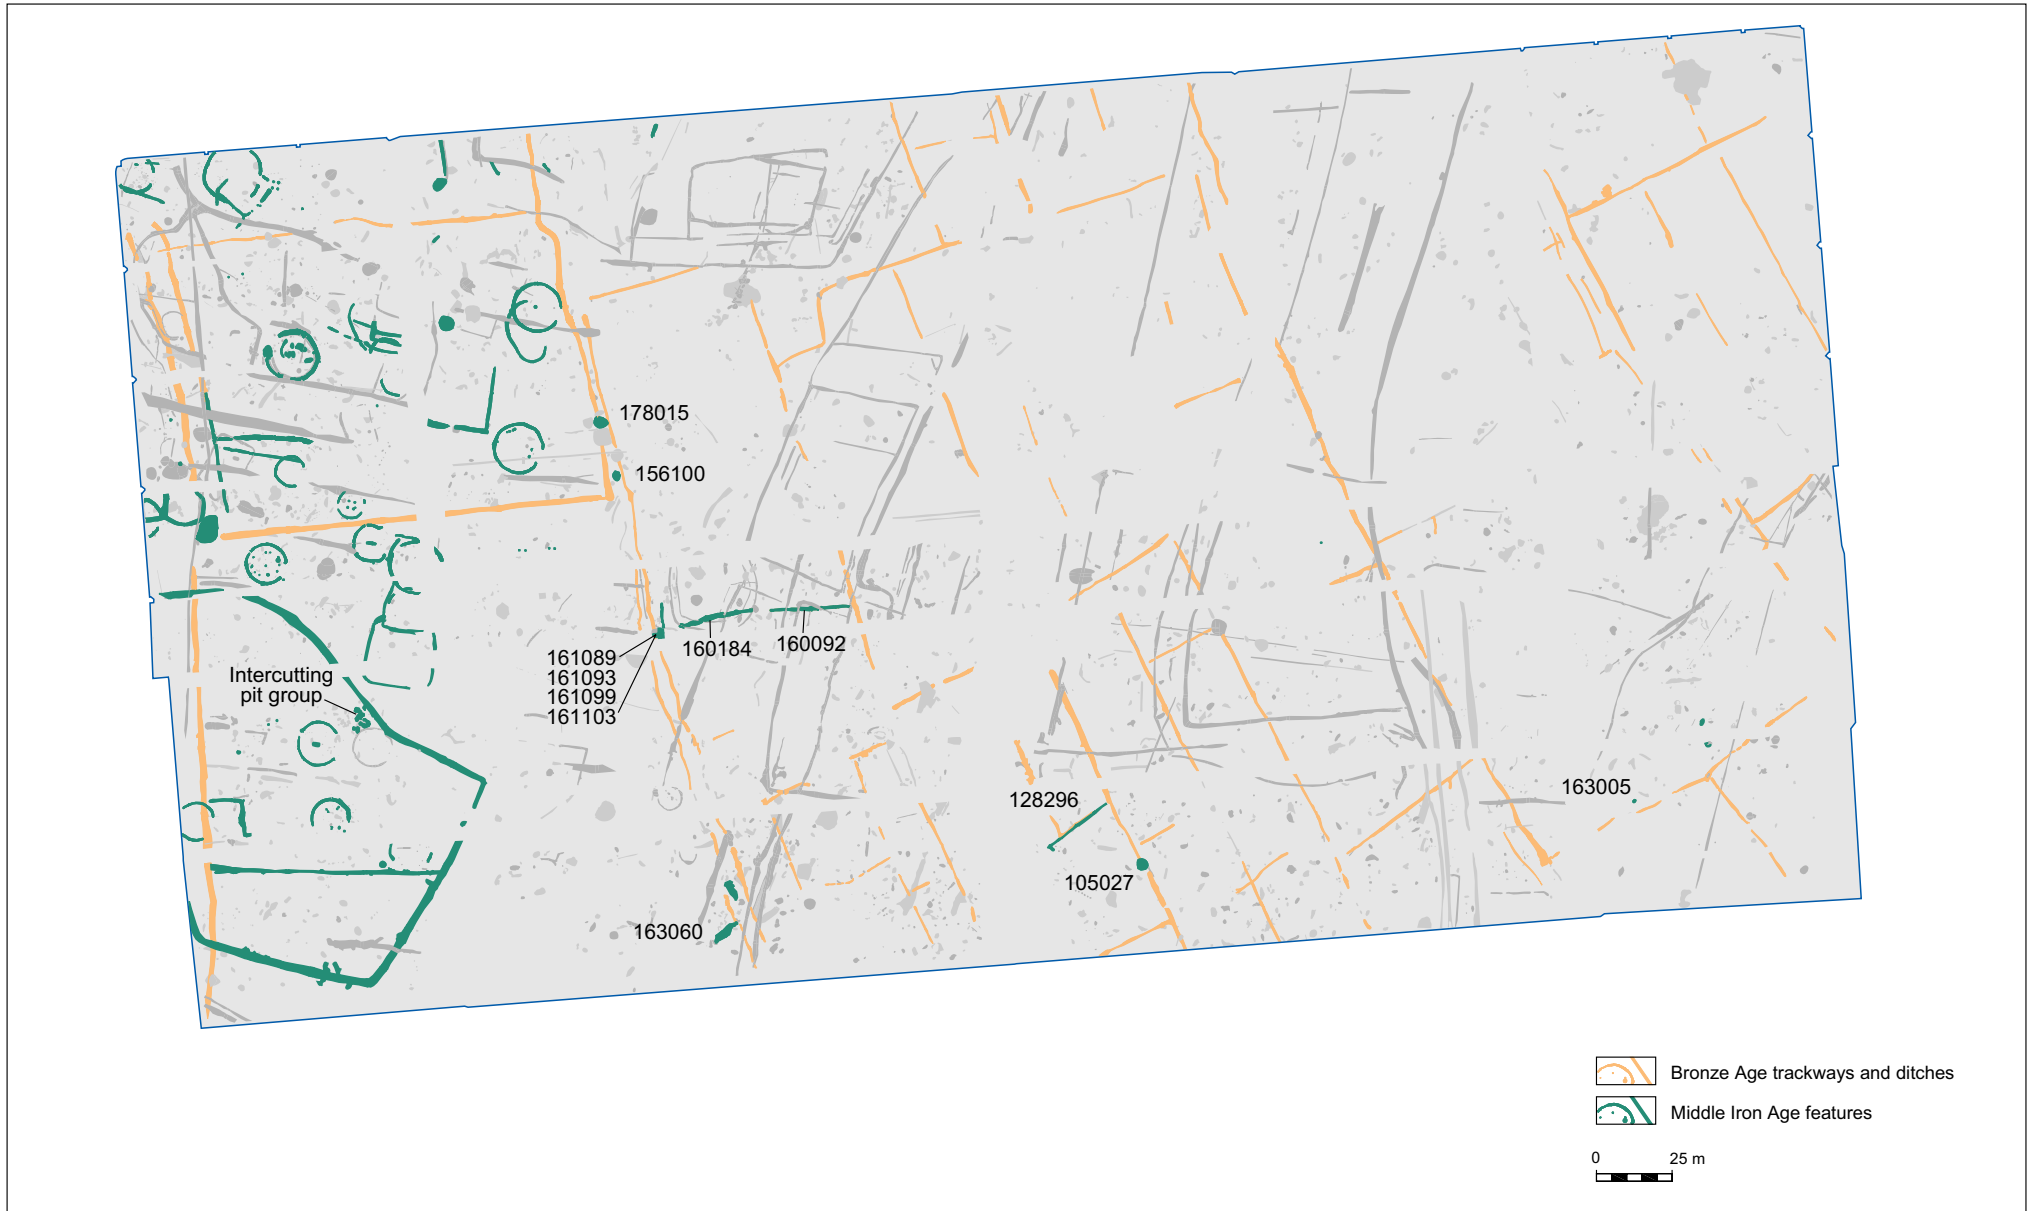 178015
156100
161089
161093
161099
161103
160184
160092
Intercutting
pit group
128296
163005
105027
163060
Bronze Age trackways and ditches
Middle Iron Age features
0
25 m